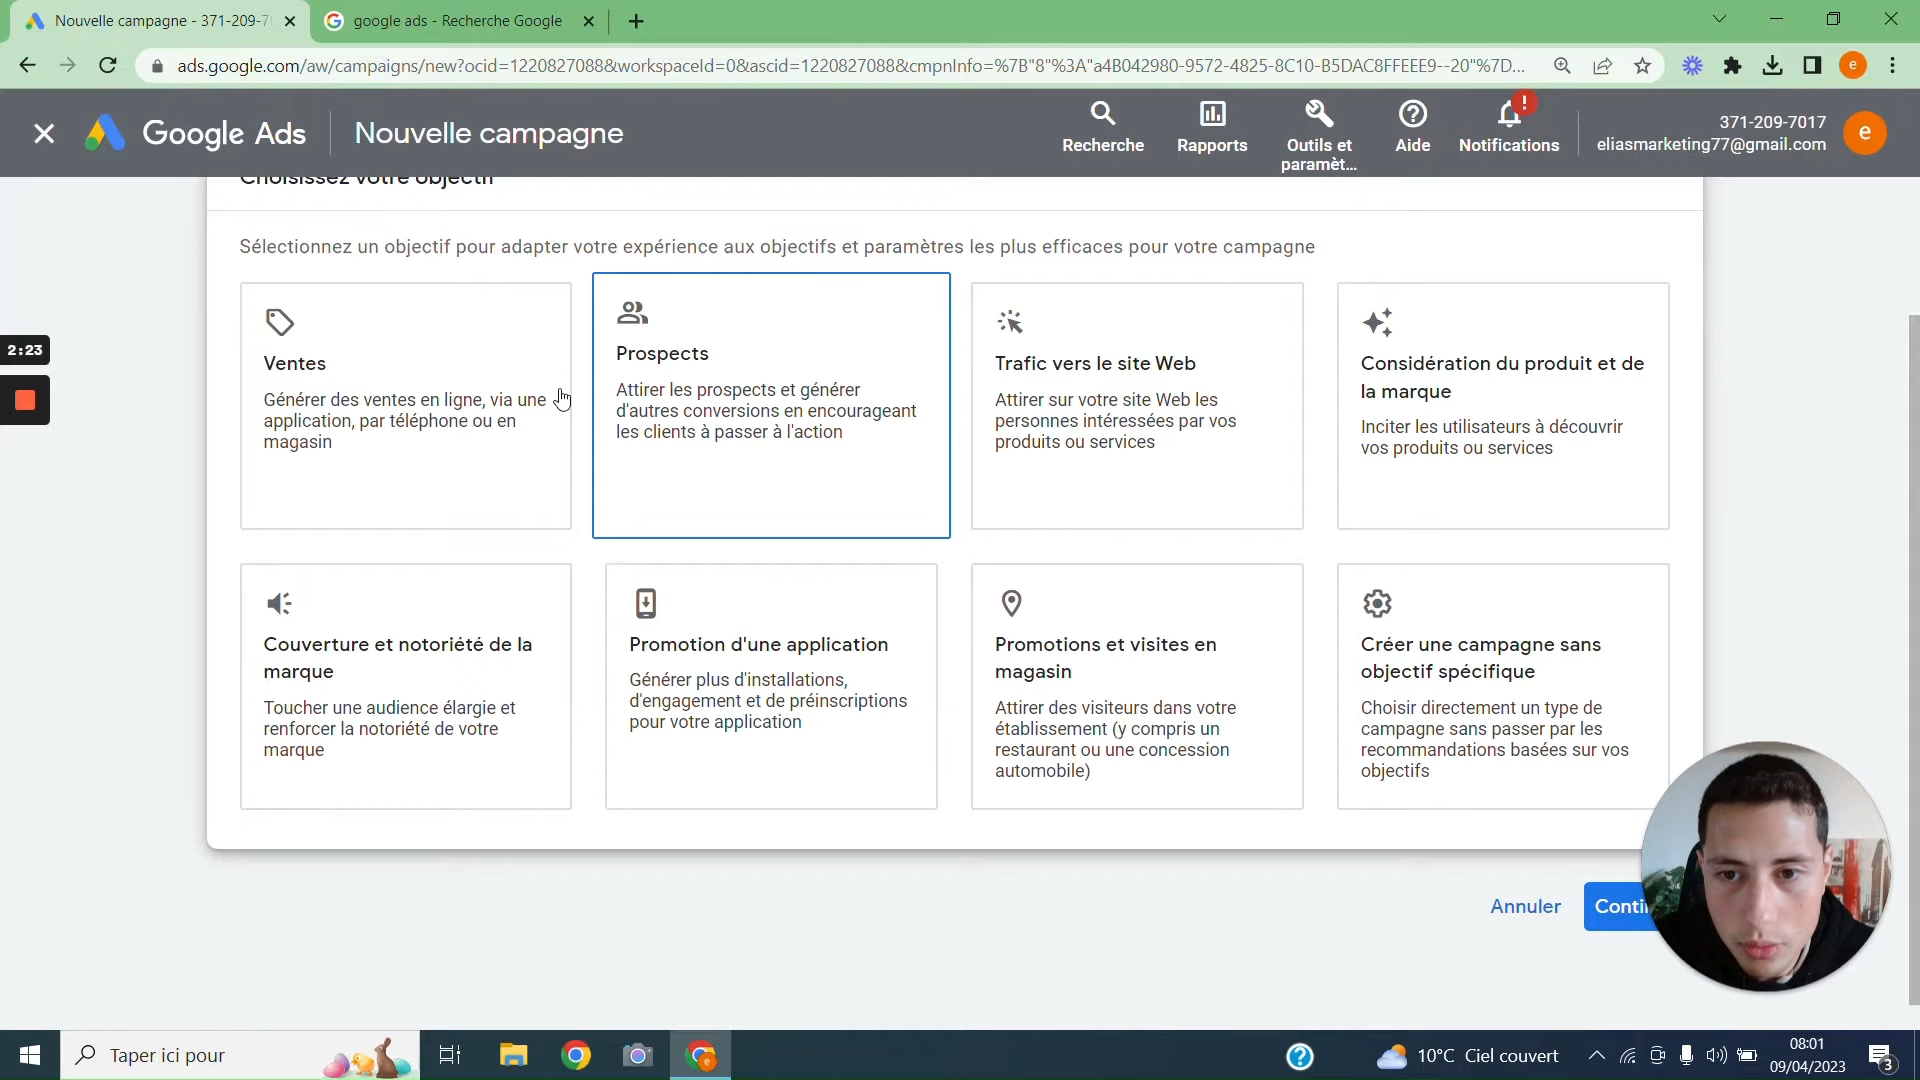 Nouvelle campagne - 371-209-7
google ads - Recherche Google
ads.google.com/aw/campaigns/new?ocid=1220827088&workspaceId=0&ascid=1220827088&cmpnInfo=%7B"8"%3A"a4B042980-9572-4825-8C10-B5DAC8FFEEE9--20"%7D...
e
Google Ads
Nouvelle campagne
Recherche
Rapports
Outils et
paramèt...
Aide
!
Notifications
371-209-7017
eliasmarketing77@gmail.com
e
Choisissez votre objectif
Sélectionnez un objectif pour adapter votre expérience aux objectifs et paramètres les plus efficaces pour votre campagne
2:23
Ventes
Générer des ventes en ligne, via une
application, par téléphone ou en
magasin
Prospects
Attirer les prospects et générer
d'autres conversions en encourageant
les clients à passer à l'action
Trafic vers le site Web
Attirer sur votre site Web les
personnes intéressées par vos
produits ou services
Considération du produit et de
la marque
Inciter les utilisateurs à découvrir
vos produits ou services
Couverture et notoriété de la
marque
Toucher une audience élargie et
renforcer la notoriété de votre
marque
Promotion d'une application
Générer plus d'installations,
d'engagement et de préinscriptions
pour votre application
Promotions et visites en
magasin
Attirer des visiteurs dans votre
établissement (y compris un
restaurant ou une concession
automobile)
Créer une campagne sans
objectif spécifique
Choisir directement un type de
campagne sans passer par les
recommandations basées sur vos
objectifs
Annuler
Conti
Taper ici pour
e
?
10°C Ciel couvert
08:01
09/04/2023
3